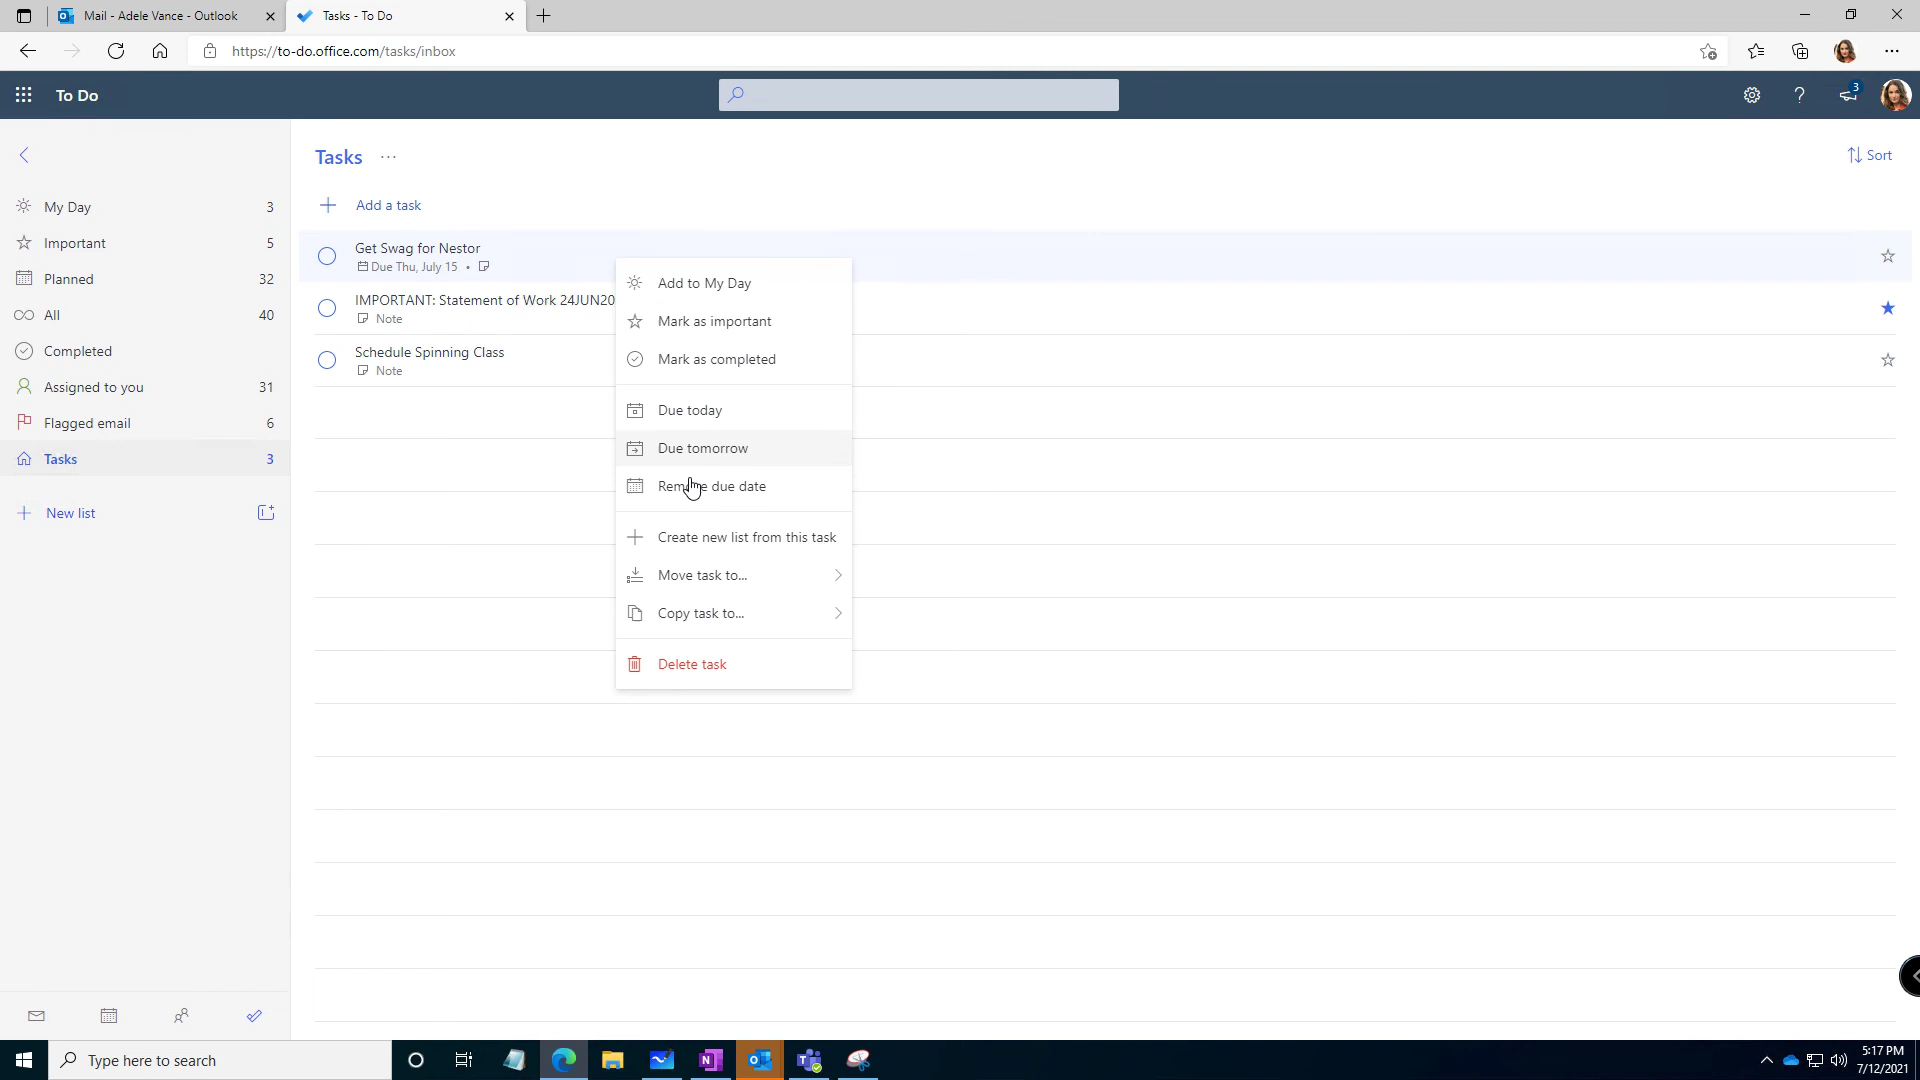 Mail - Adele Vance - Outlook
Tasks - To Do
https://to-do.office.com/tasks/inbox
To Do
3
My Day 3
Important 5
Planned 32
All 40
Completed
Assigned to you 31
Flagged email 6
Tasks 3
New list
Tasks ...
Sort
Add a task
Get Swag for Nestor
Due Thu, July 15 •
IMPORTANT: Statement of Work 24JUN20
Note
Schedule Spinning Class
Note
Add to My Day
Mark as important
Mark as completed
Due today
Due tomorrow
Remove due date
Create new list from this task
Move task to...
Copy task to...
Delete task
Type here to search
5:17 PM
7/12/2021